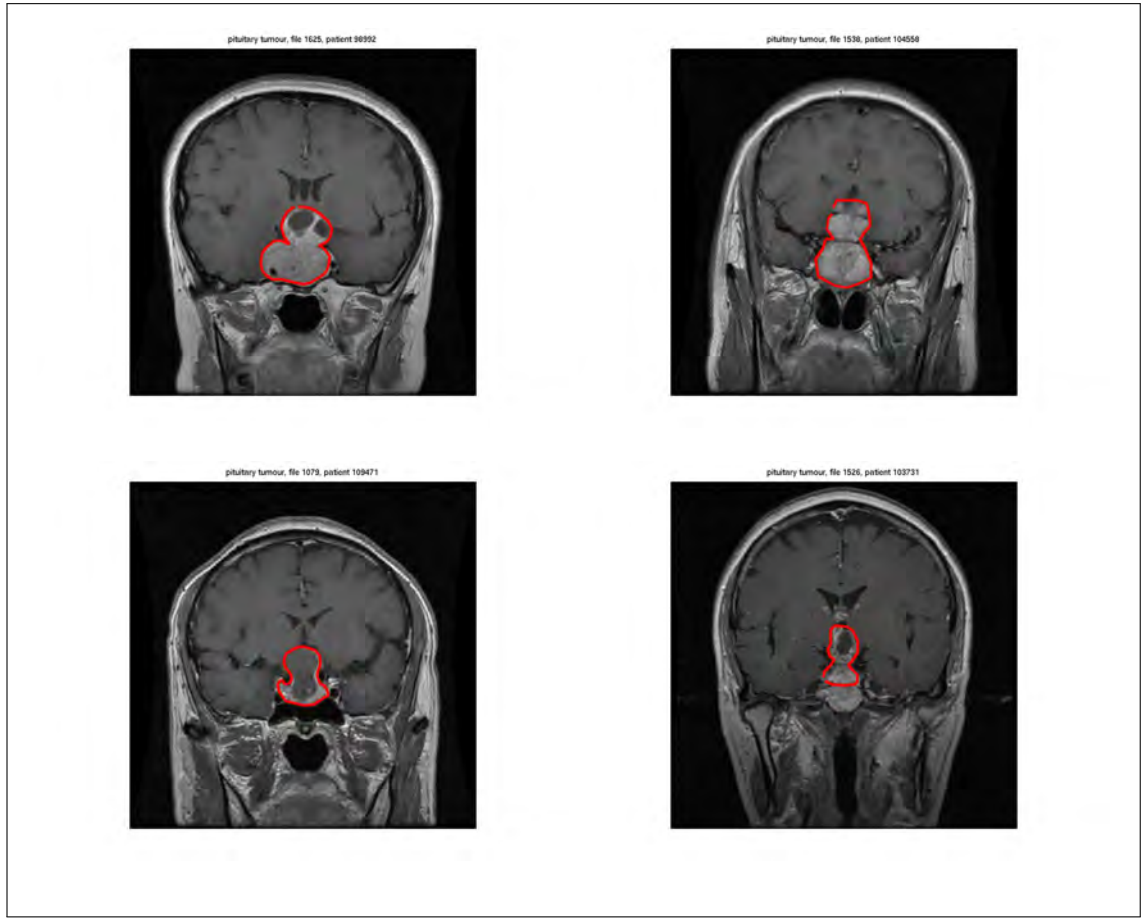 pituitary tumour, file 1625, patient 98992
pituitary tumour, file 1538, patient 104558
pituitary tumour, file 1079, patient 109471
pituitary tumour, file 1526, patient 103731